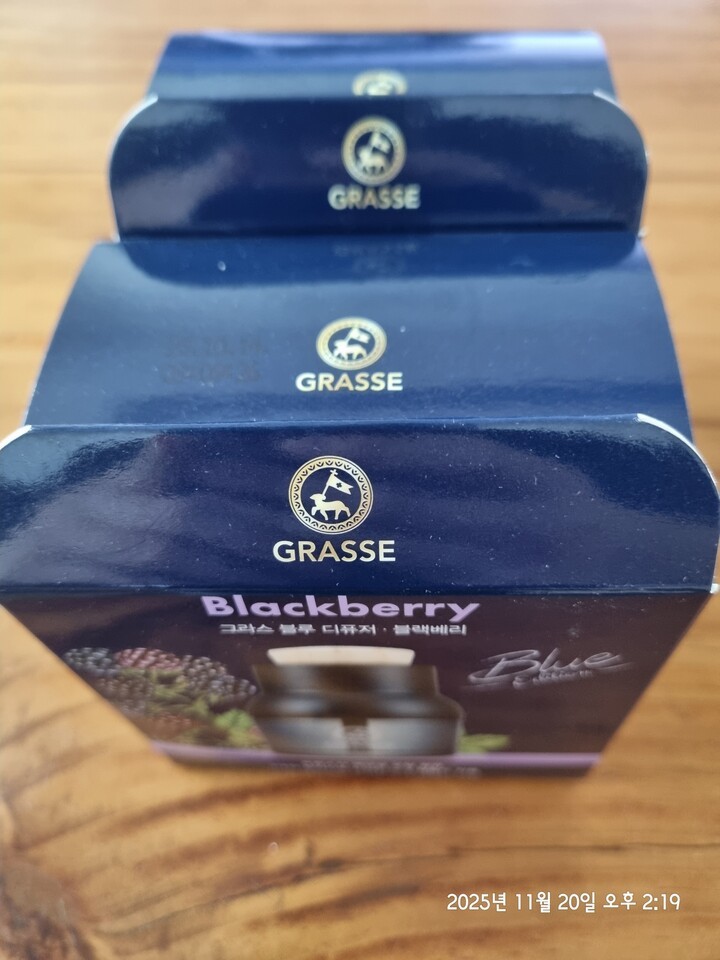 GRASSE
GRASSE
GRASSE
Blackberry
그라스 블루 디퓨저 · 블랙베리
Blue
2025년 11월 20일 오후 2:19